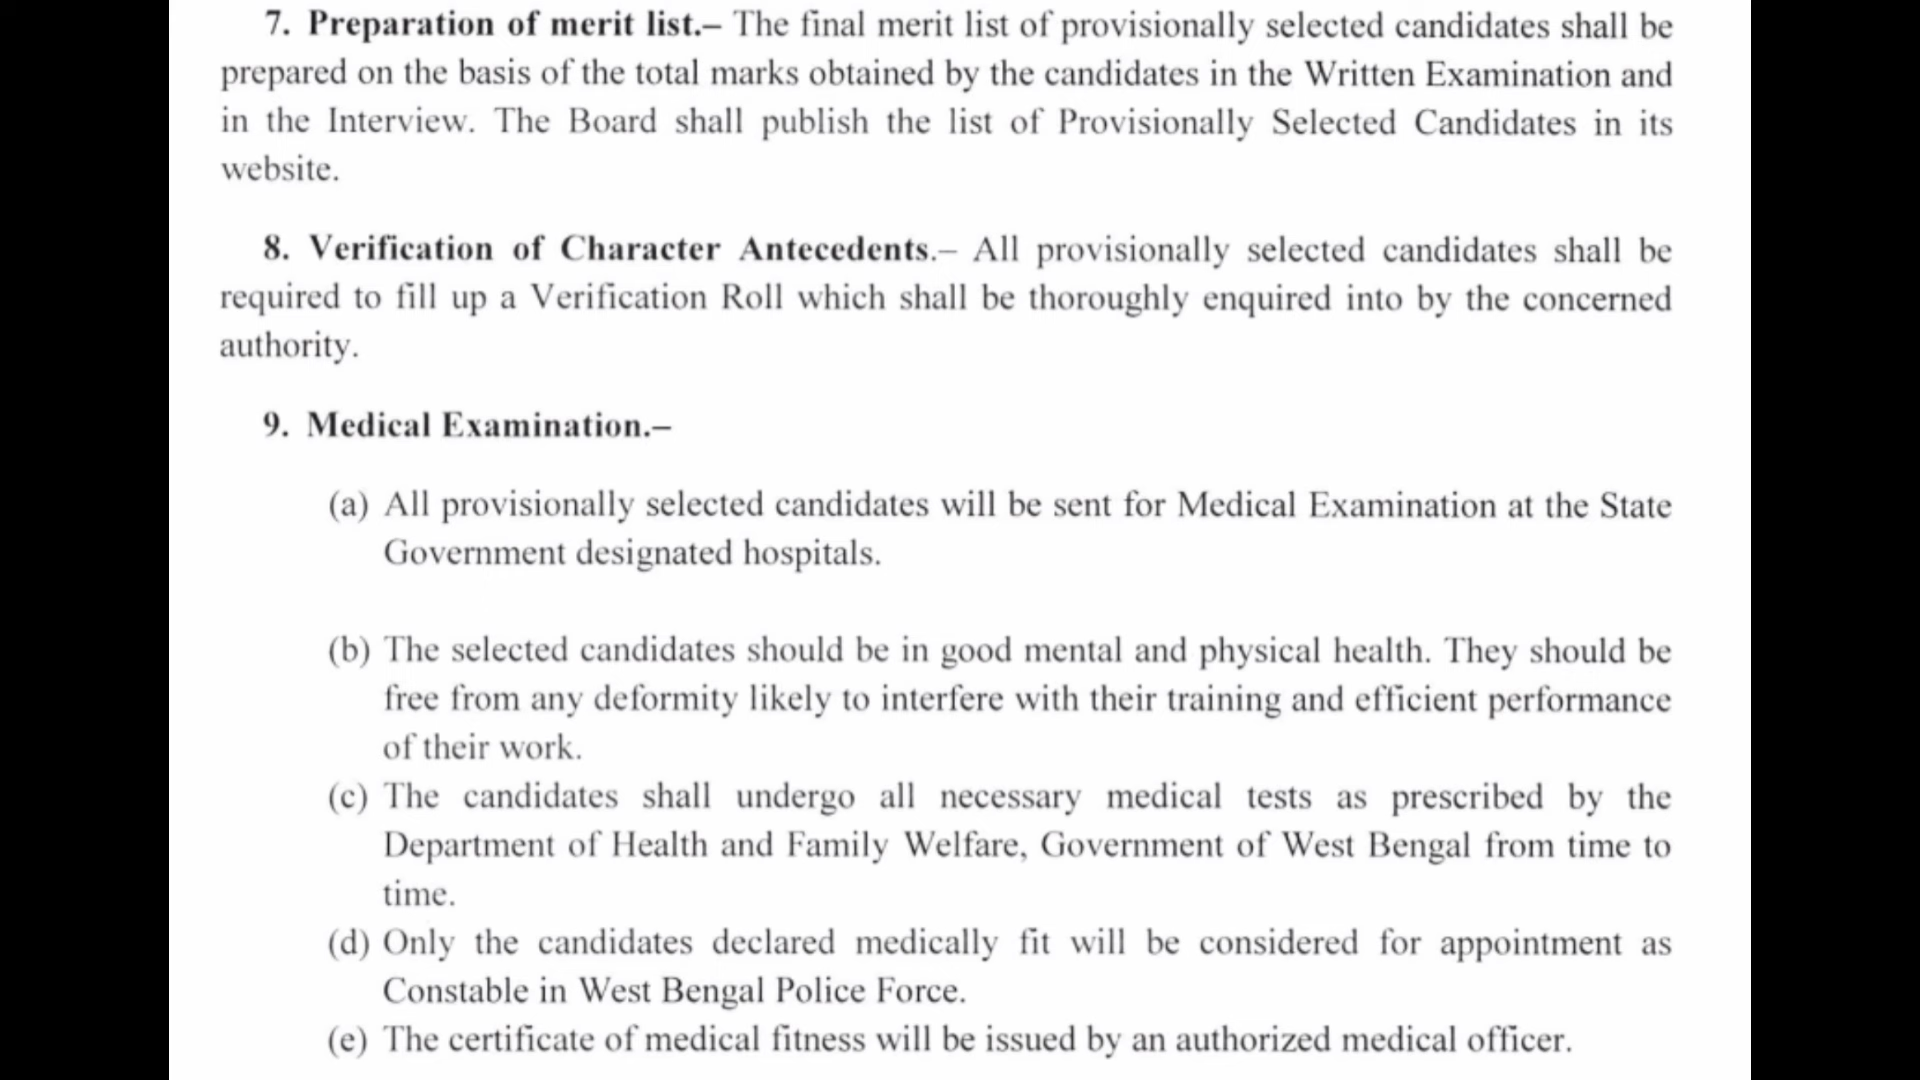 7. Preparation of merit list.– The final merit list of provisionally selected candidates shall be
prepared on the basis of the total marks obtained by the candidates in the Written Examination and
in the Interview. The Board shall publish the list of Provisionally Selected Candidates in its
website.
8. Verification of Character Antecedents.– All provisionally selected candidates shall be
required to fill up a Verification Roll which shall be thoroughly enquired into by the concerned
authority.
9. Medical Examination.–
(a) All provisionally selected candidates will be sent for Medical Examination at the State
Government designated hospitals.
(b) The selected candidates should be in good mental and physical health. They should be
free from any deformity likely to interfere with their training and efficient performance
of their work.
(c) The candidates shall undergo all necessary medical tests as prescribed by the
Department of Health and Family Welfare, Government of West Bengal from time to
time.
(d) Only the candidates declared medically fit will be considered for appointment as
Constable in West Bengal Police Force.
(e) The certificate of medical fitness will be issued by an authorized medical officer.